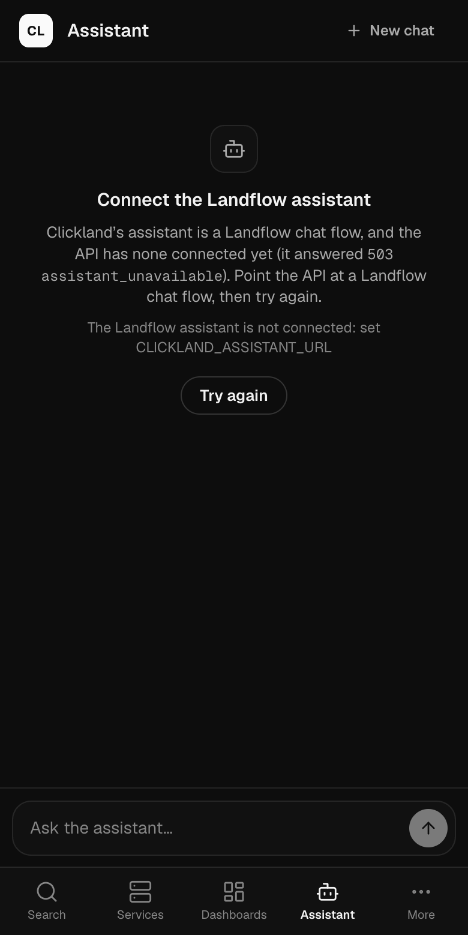 CL
Assistant
+ New chat
Connect the Landflow assistant
Clickland's assistant is a Landflow chat flow, and the
API has none connected yet (it answered 503
assistant_unavailable). Point the API at a Landflow
chat flow, then try again.
The Landflow assistant is not connected: set
CLICKLAND_ASSISTANT_URL
Try again
Ask the assistant...
Search
Services
Dashboards
Assistant
More